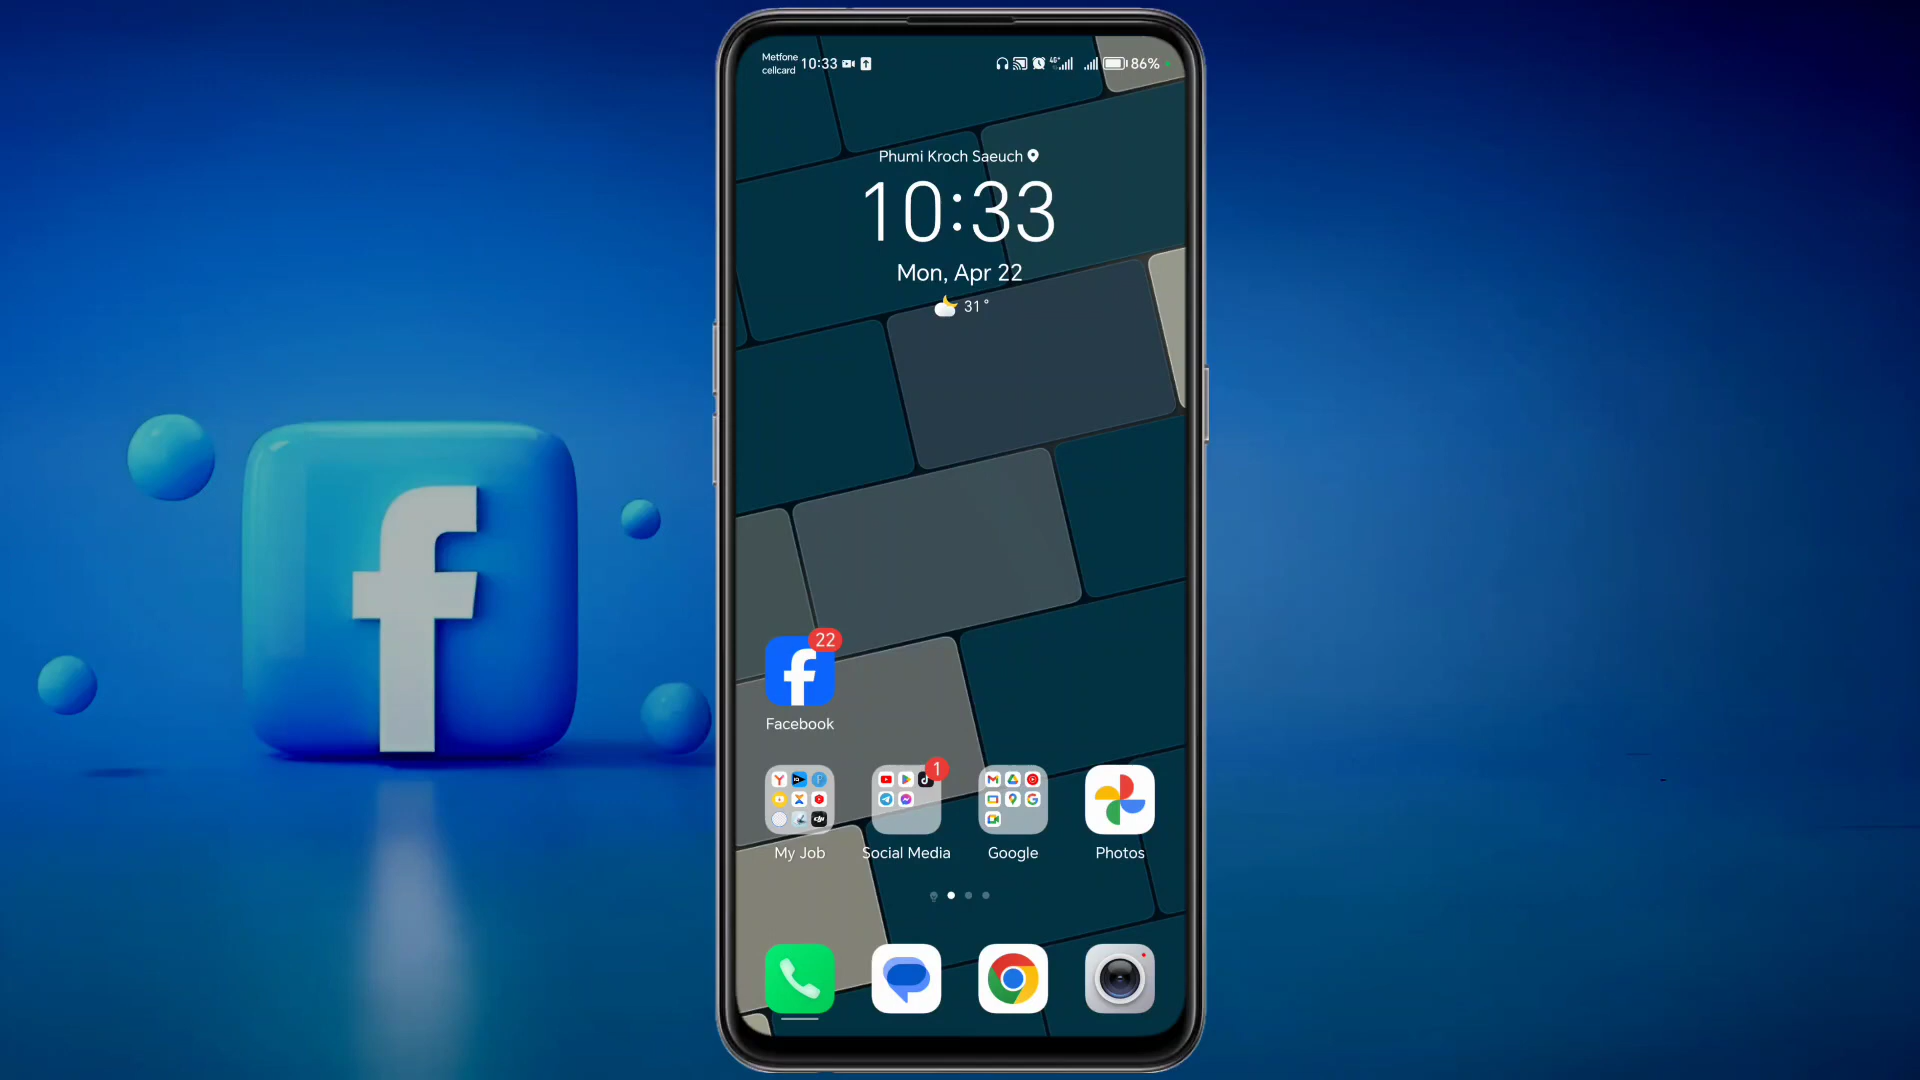 Metfone
cellcard
10:33
4G+
86%
Phumi Kroch Saeuch
10:33
Mon, Apr 22
31°
22
Facebook
1
My Job
Social Media
Google
Photos